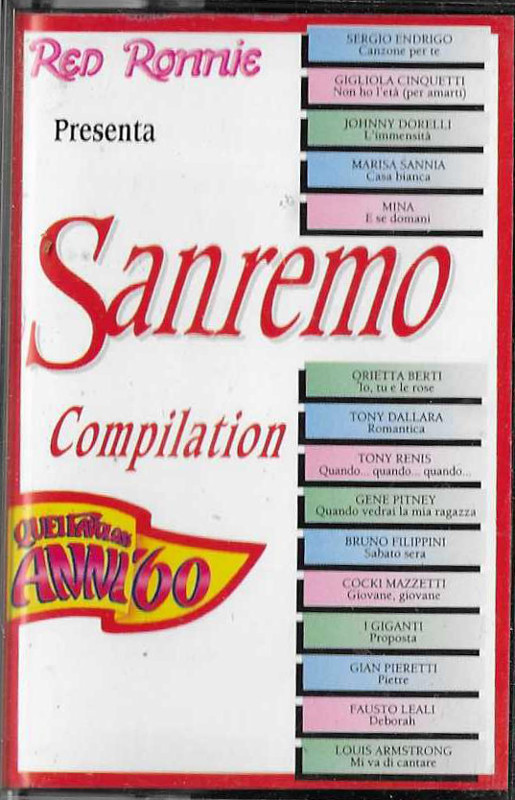 RED RONNIE
Presenta
Sanremo
Compilation
QUEI FAVOLOSI
ANNI '60
SERGIO ENDRIGO
Canzone per te
GIGLIOLA CINQUETTI
Non ho l'età (per amarti)
JOHNNY DORELLI
L'immensità
MARISA SANNIA
Casa bianca
MINA
E se domani
ORIETTA BERTI
Io, tu e le rose
TONY DALLARA
Romantica
TONY RENIS
Quando... quando... quando...
GENE PITNEY
Quando vedrai la mia ragazza
BRUNO FILIPPINI
Sabato sera
COCKI MAZZETTI
Giovane, giovane
I GIGANTI
Proposta
GIAN PIERETTI
Pietre
FAUSTO LEALI
Deborah
LOUIS ARMSTRONG
Mi va di cantare